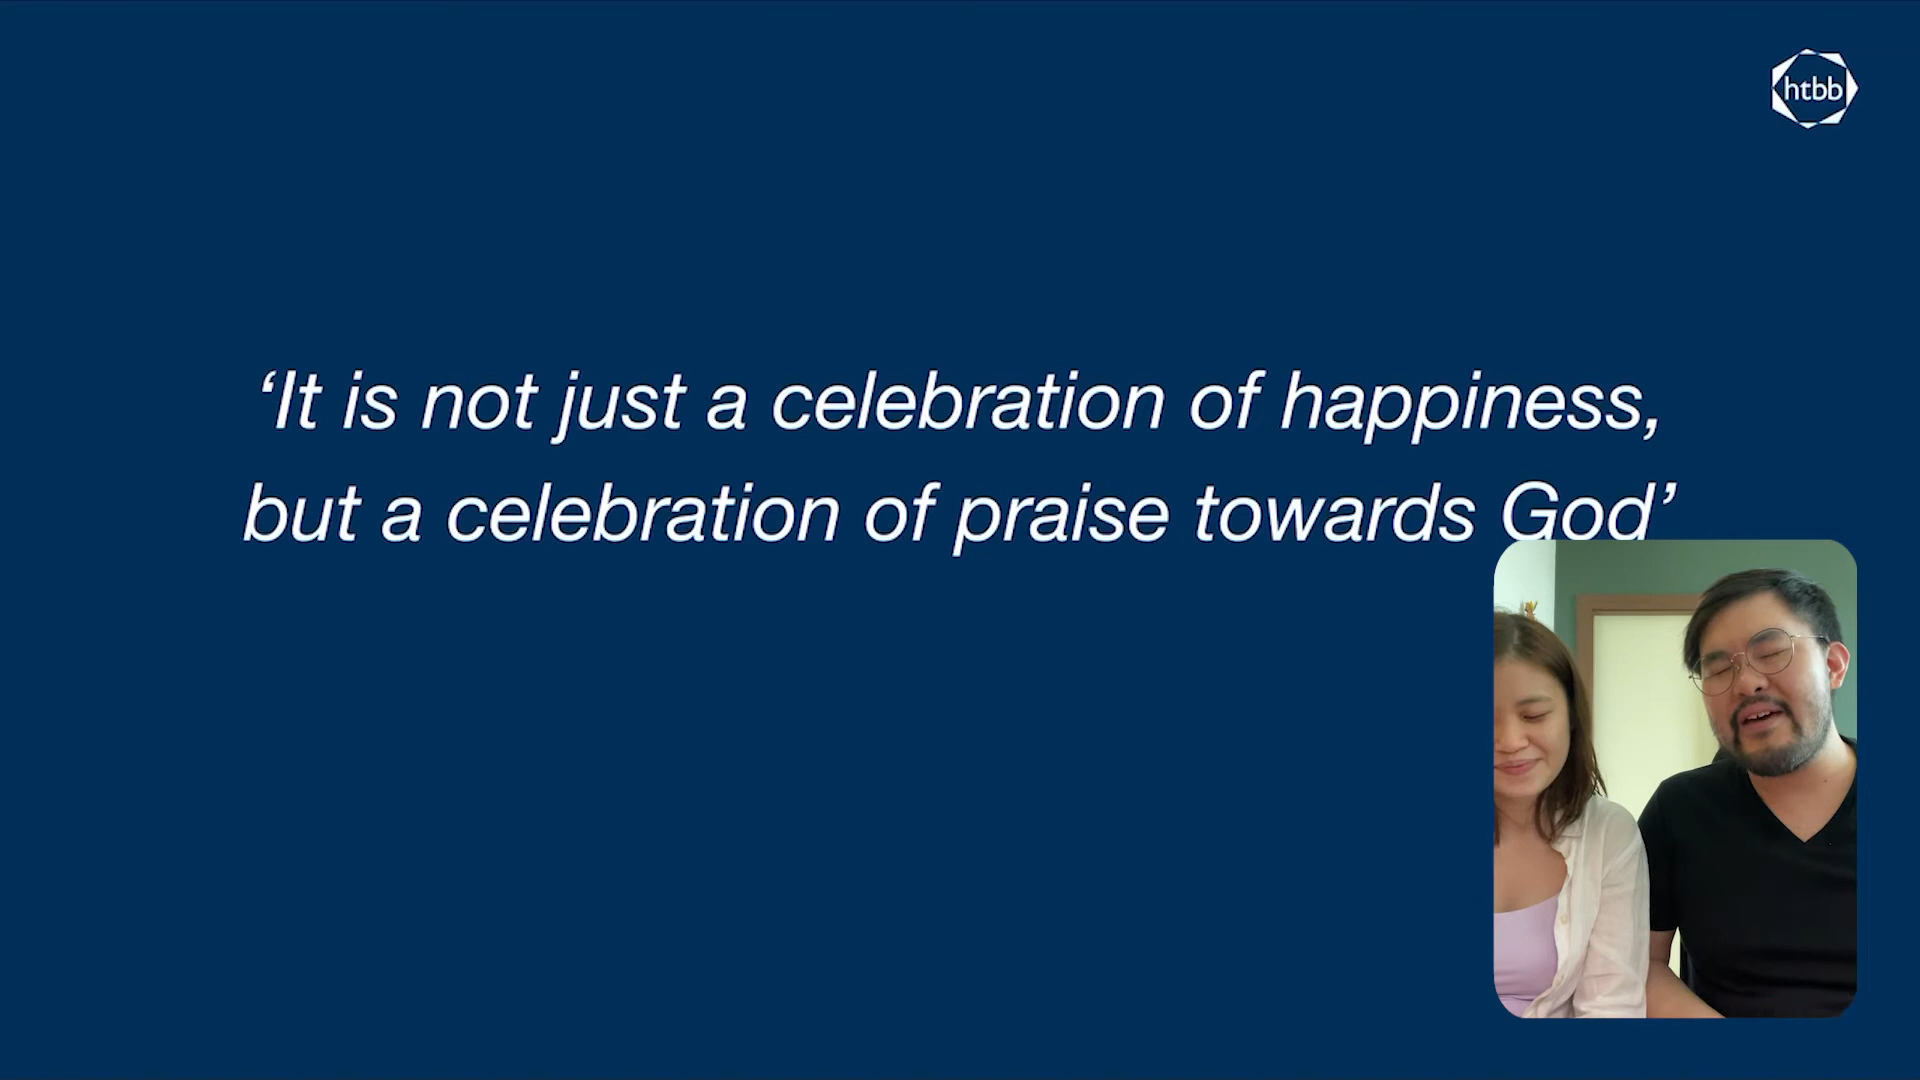 htbb
‘It is not just a celebration of happiness,
but a celebration of praise towards God’